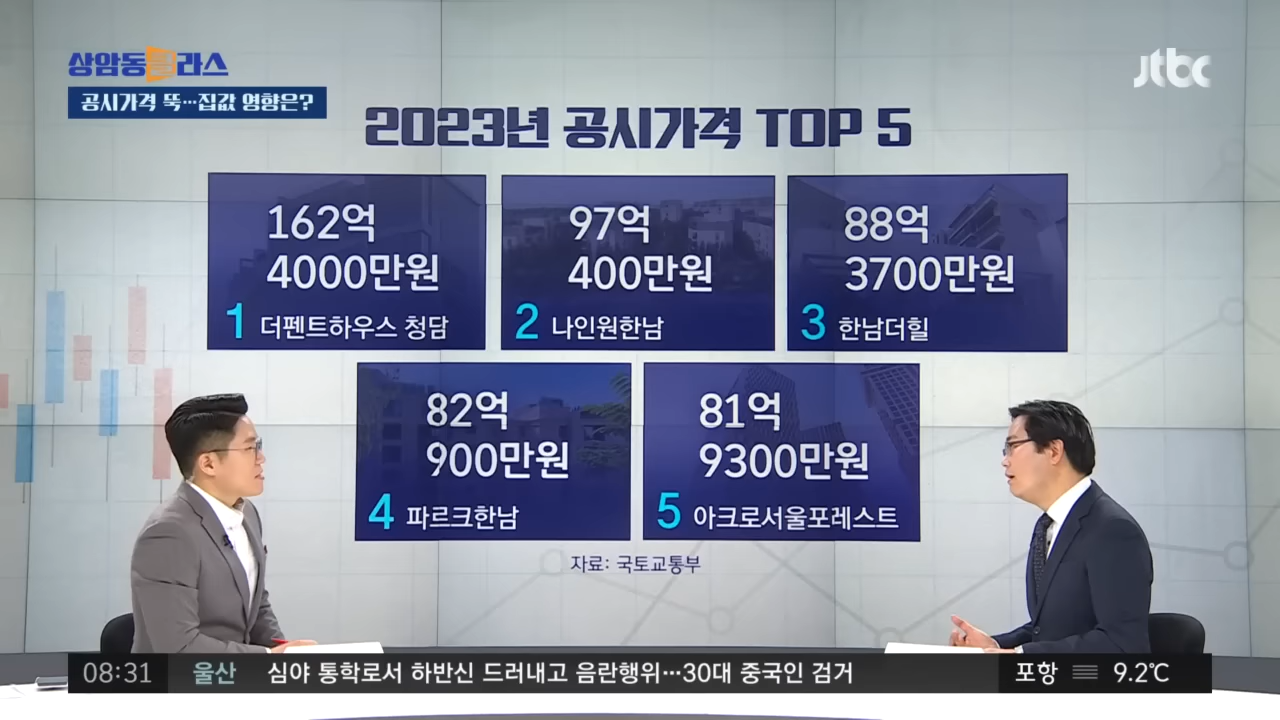 상암동클라스
jtbc
공시가격 뚝…집값 영향은?
2023년 공시가격 TOP 5
162억
4000만원
1 더펜트하우스 청담
97억
400만원
2 나인원한남
88억
3700만원
3 한남더힐
82억
900만원
4 파르크한남
81억
9300만원
5 아크로서울포레스트
자료: 국토교통부
08:31 울산 심야 통학로서 하반신 드러내고 음란행위…30대 중국인 검거 포항 9.2℃